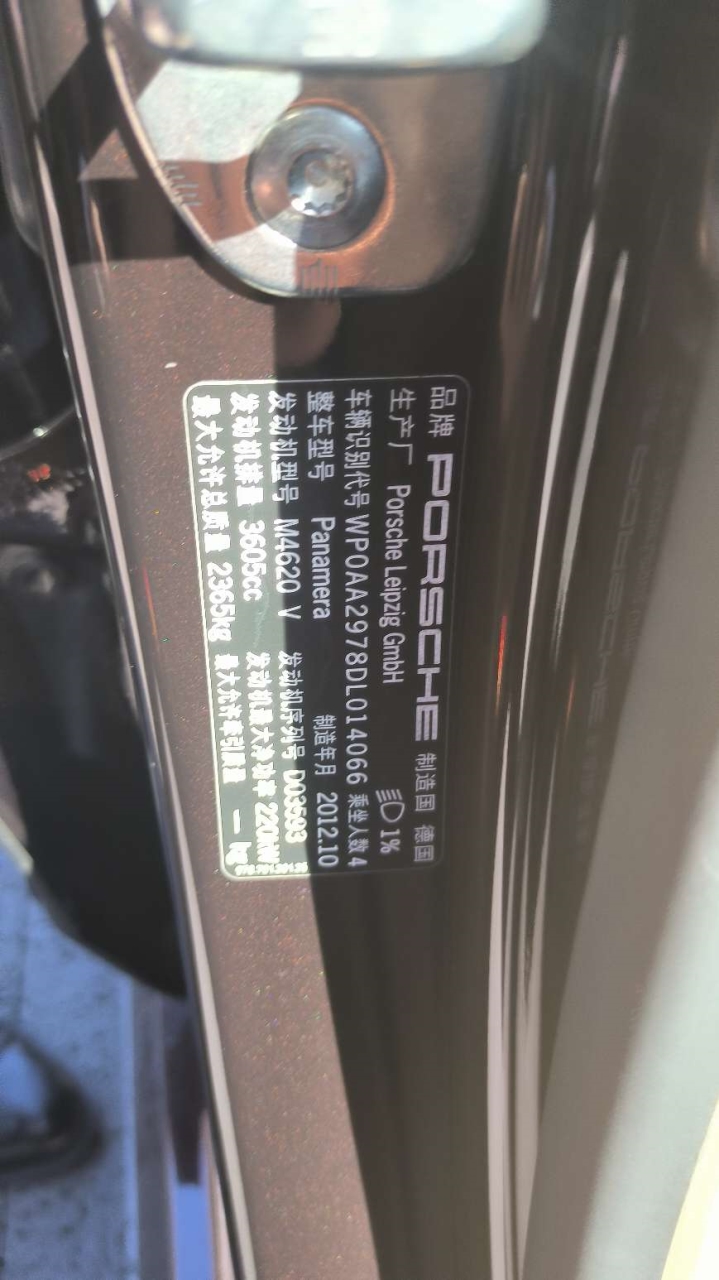 品牌 PORSCHE 制造国 德国
生产厂 Porsche Leipzig GmbH 1%
车辆识别代号 WP0AA2978DL014066 乘坐人数 4
整车型号 Panamera 制造年月 2012.10
发动机型号 M4620 V 发动机序列号 D03593
发动机排量 3605cc 发动机最大净功率 220kW
最大允许总质量 2365kg 最大允许牵引质量 — kg